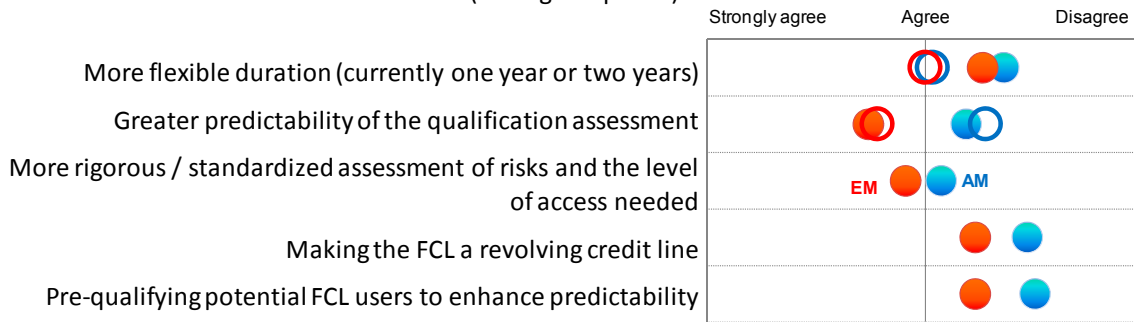 Strongly agree Agree Disagree
More flexible duration (currently one year or two years)
Greater predictability of the qualification assessment
More rigorous / standardized assessment of risks and the level
of access needed
EM AM
Making the FCL a revolving credit line
Pre-qualifying potential FCL users to enhance predictability